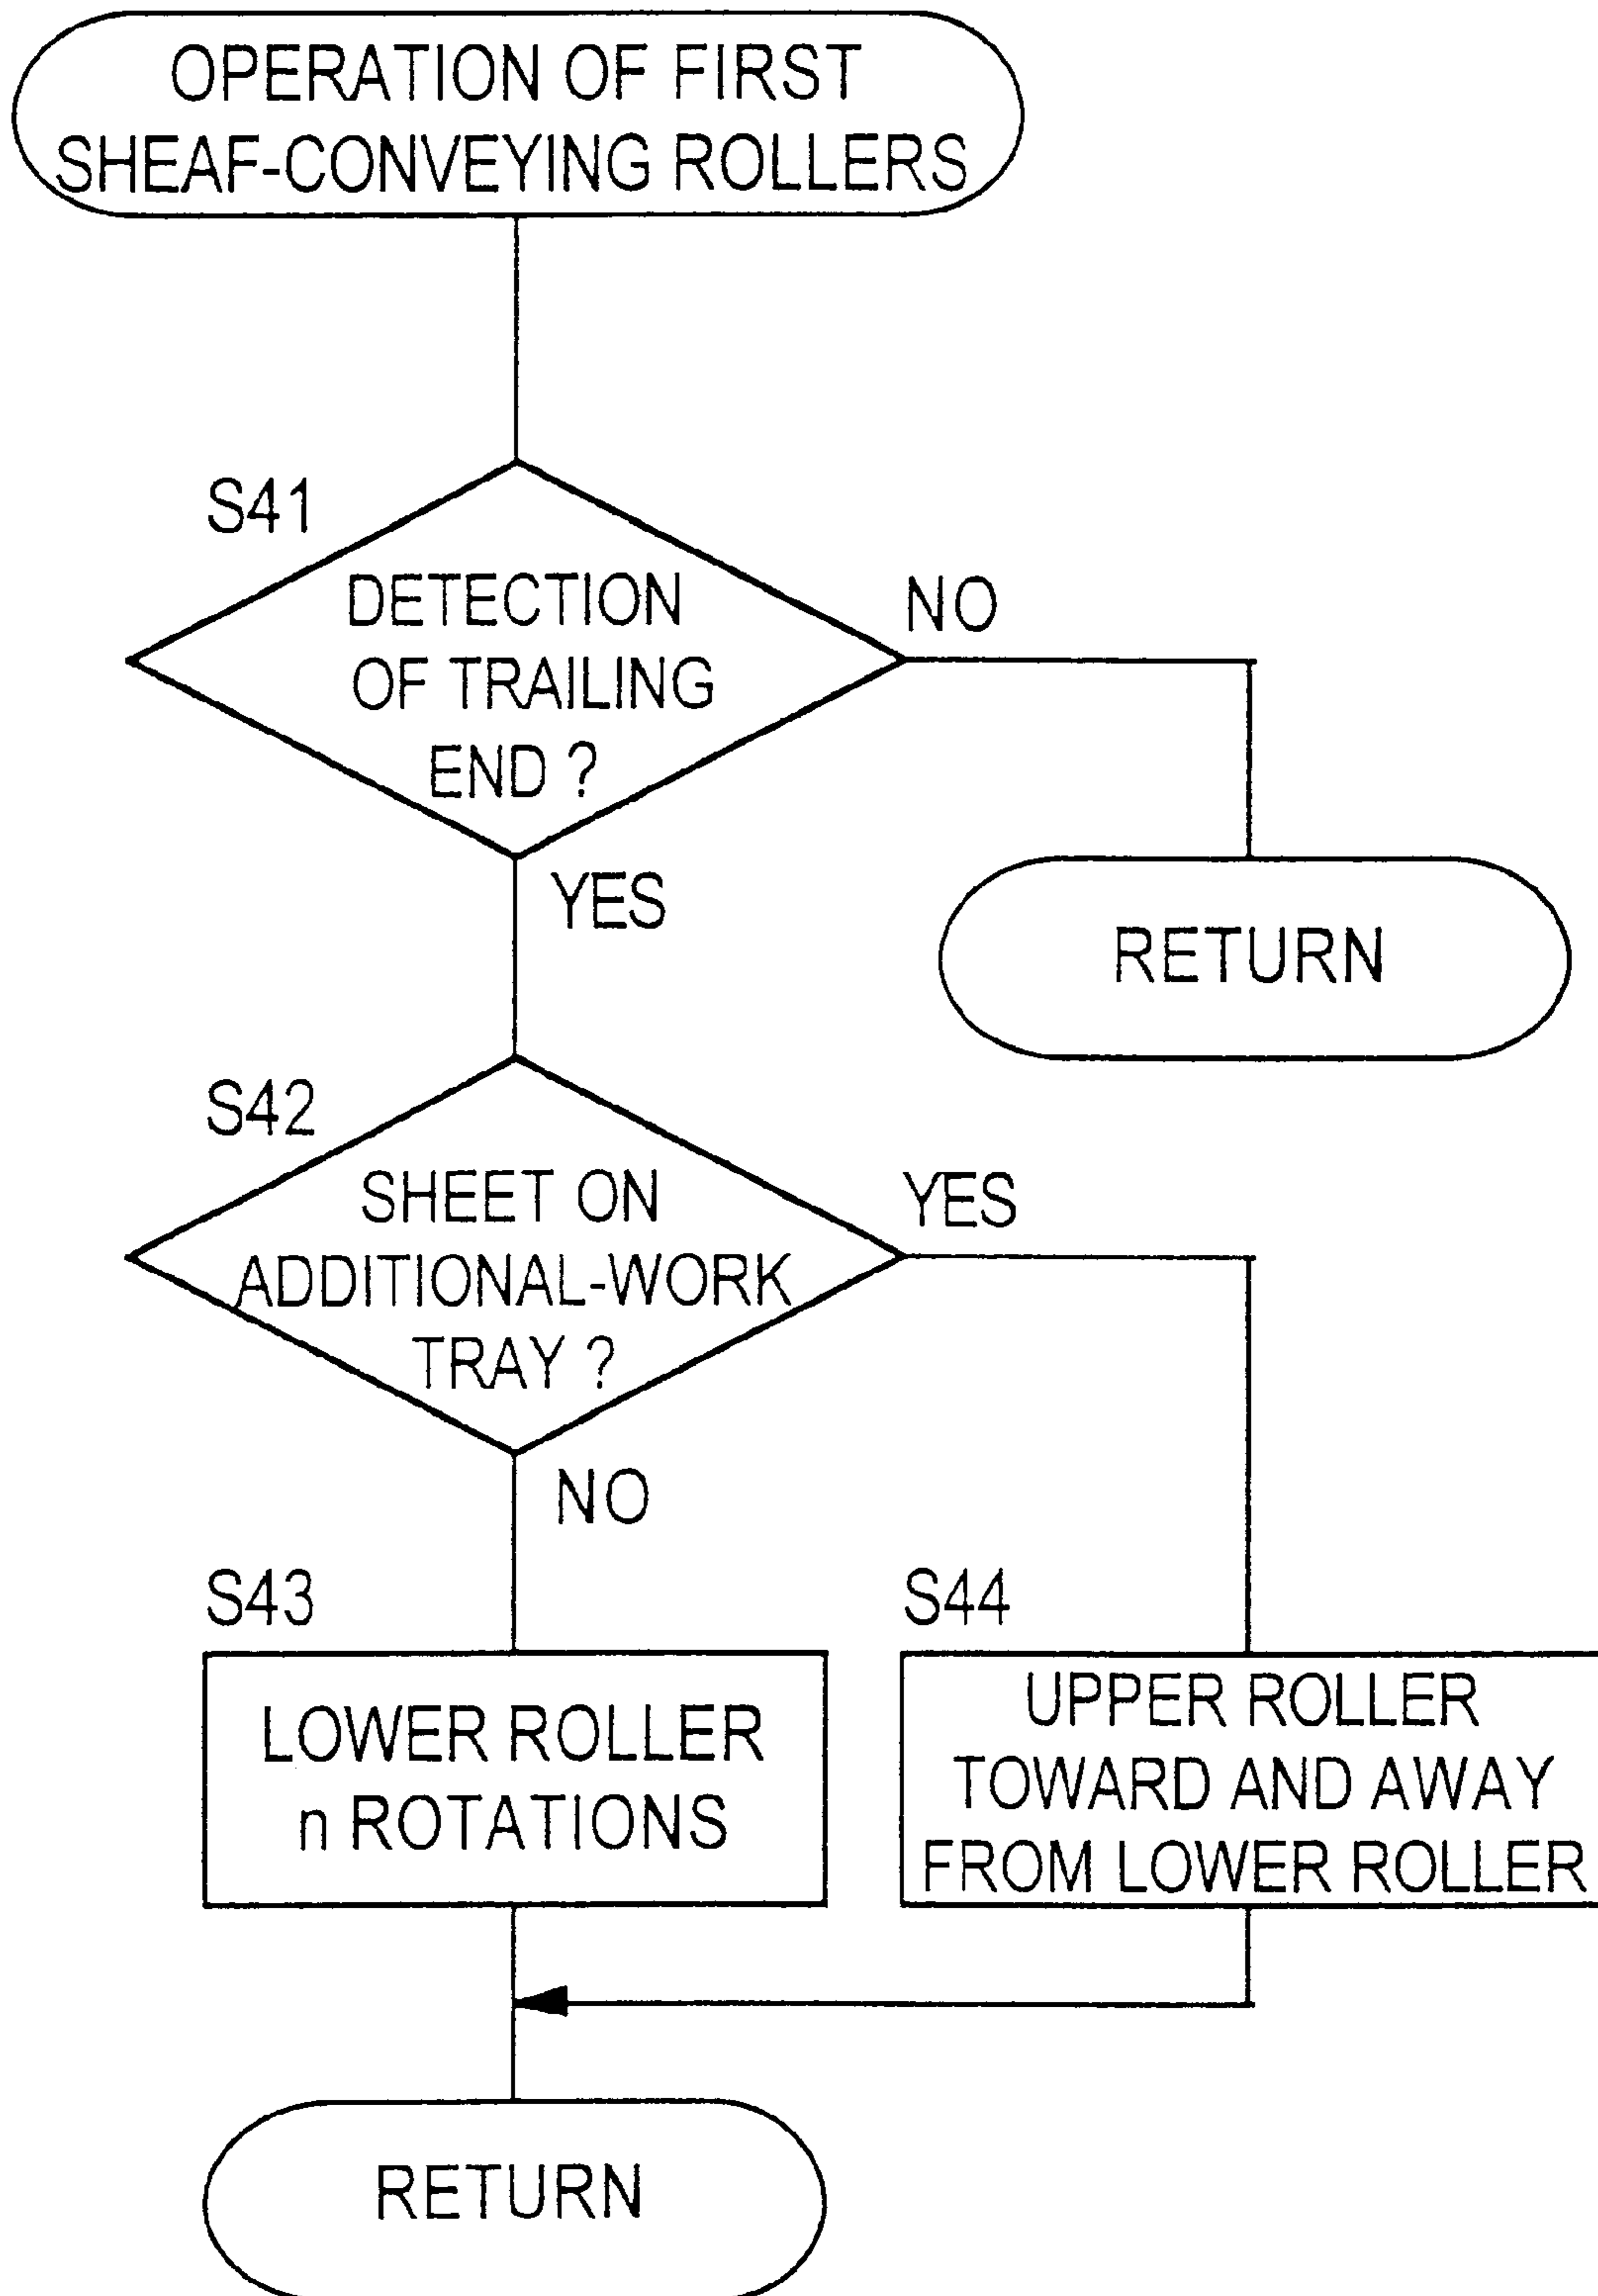 OPERATION OF FIRST
SHEAF-CONVEYING ROLLERS
S41
DETECTION
OF TRAILING
END ?
NO
YES
RETURN
S42
SHEET ON
ADDITIONAL-WORK
TRAY ?
YES
NO
S43
LOWER ROLLER
n ROTATIONS
S44
UPPER ROLLER
TOWARD AND AWAY
FROM LOWER ROLLER
RETURN